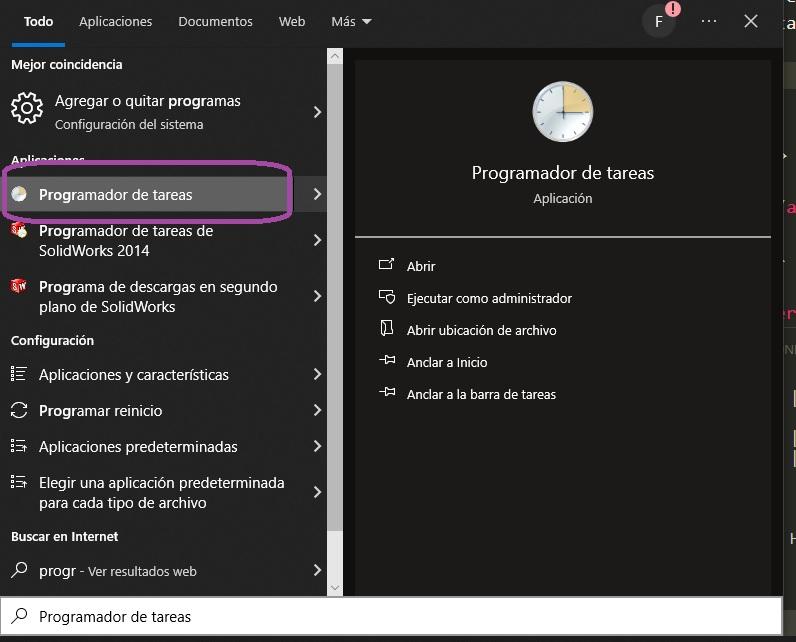 Todo Aplicaciones Documentos Web Más
F !
Mejor coincidencia
Agregar o quitar programas
Configuración del sistema
Aplicaciones
Programador de tareas
Programador de tareas de
SolidWorks 2014
Programa de descargas en segundo
plano de SolidWorks
Configuración
Aplicaciones y características
Programar reinicio
Aplicaciones predeterminadas
Elegir una aplicación predeterminada
para cada tipo de archivo
Buscar en Internet
progr - Ver resultados web
Programador de tareas
Aplicación
Abrir
Ejecutar como administrador
Abrir ubicación de archivo
Anclar a Inicio
Anclar a la barra de tareas
Programador de tareas